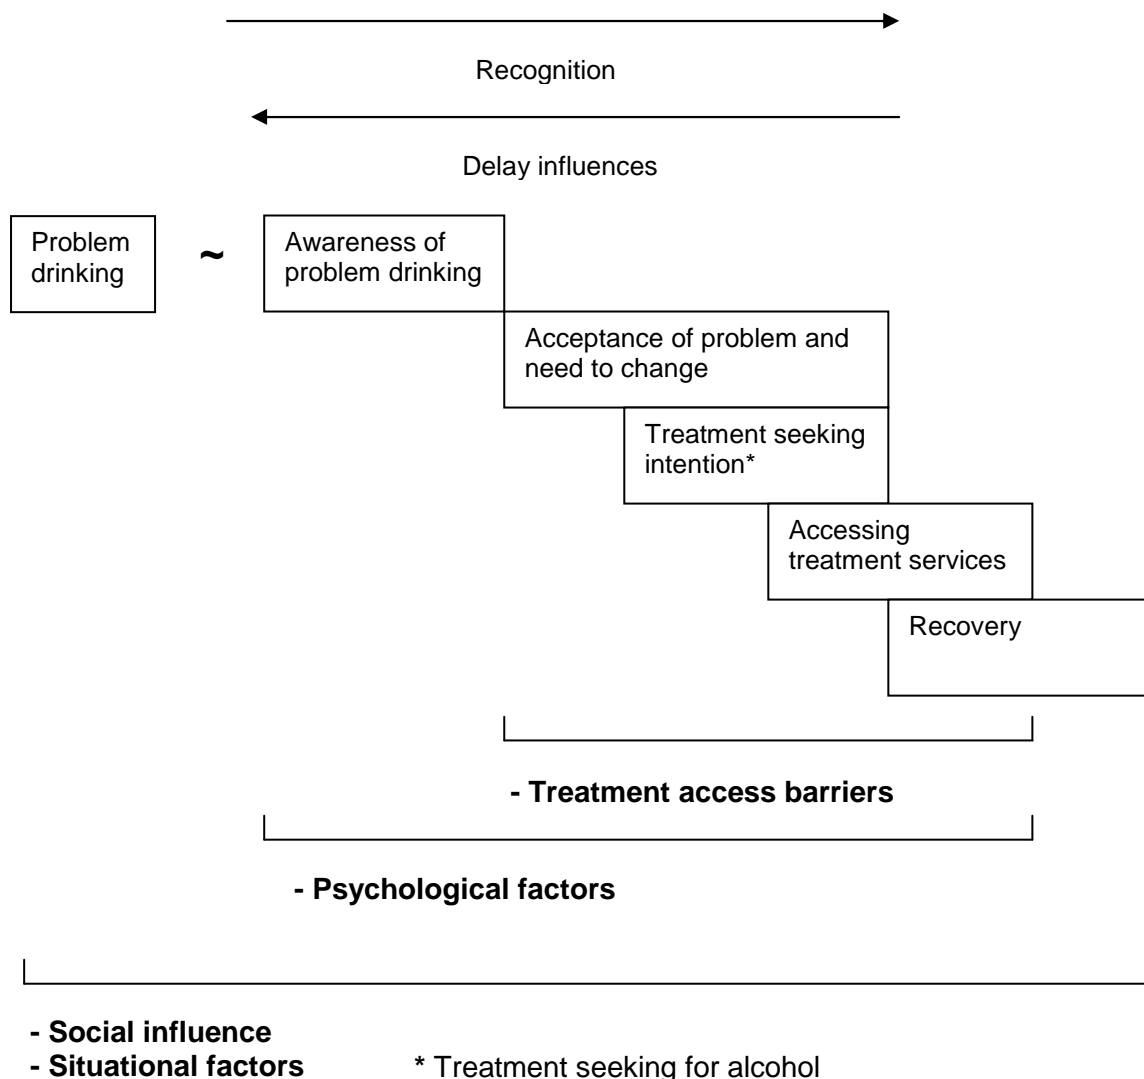 Recognition
Delay influences
Problem
drinking
~
Awareness of
problem drinking
Acceptance of problem and
need to change
Treatment seeking
intention*
Accessing
treatment services
Recovery
- Treatment access barriers
- Psychological factors
- Social influence
- Situational factors
* Treatment seeking for alcohol